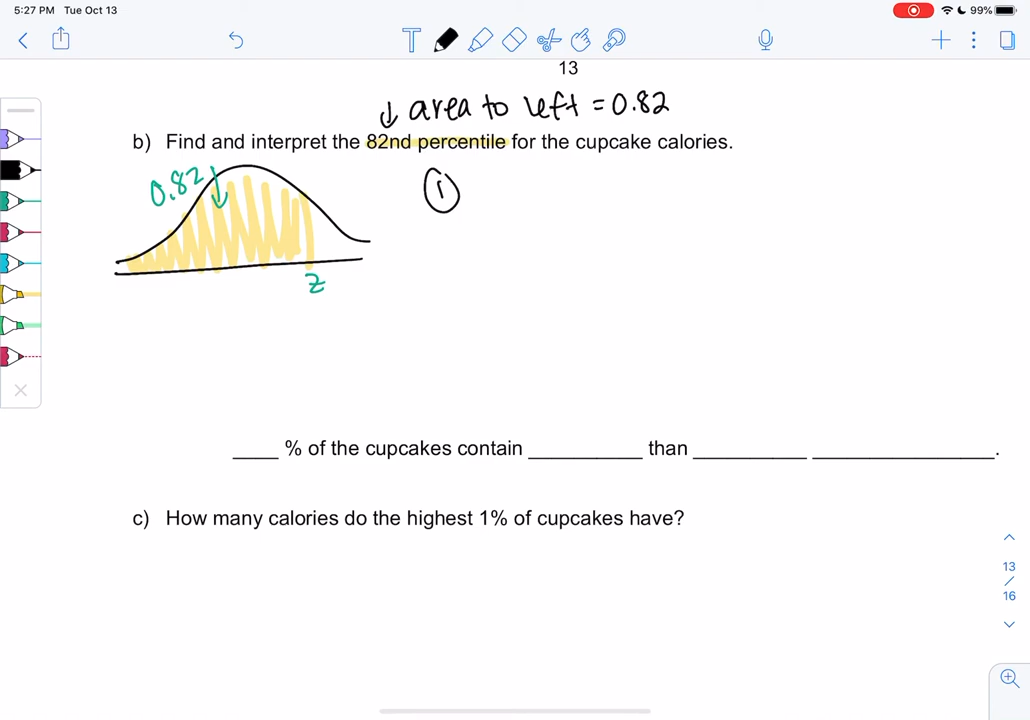 5:27 PM Tue Oct 13
99%
T
13
↓ area to left = 0.82
b) Find and interpret the 82nd percentile for the cupcake calories.
0.82
①
z
____ % of the cupcakes contain __________ than __________ ________________.
c) How many calories do the highest 1% of cupcakes have?
13
/
16